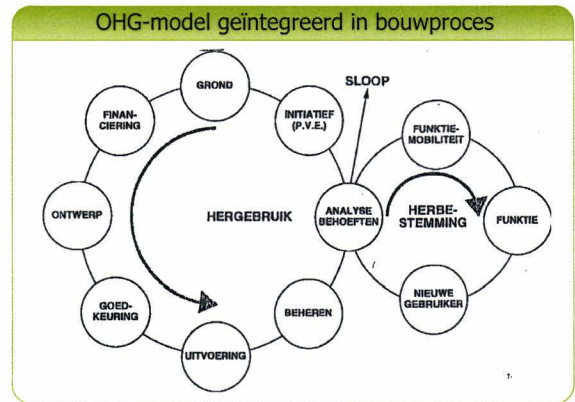 OHG-model geïntegreerd in bouwproces
GROND
SLOOP
FINAN-
CIERING
INITIATIEF
(P.V.E.)
FUNKTIE-
MOBILITEIT
ONTWERP
HERGEBRUIK
ANALYSE
BEHOEFTEN
HERBE-
STEMMING
FUNKTIE
GOED-
KEURING
BEHEREN
NIEUWE
GEBRUIKER
UITVOERING